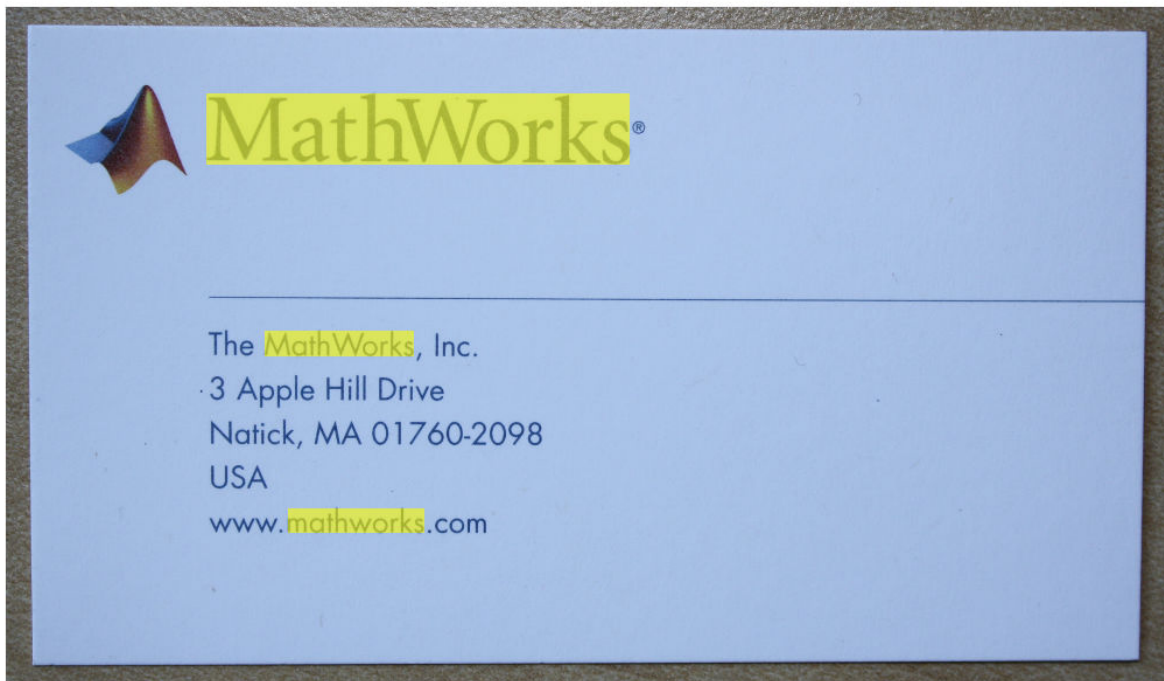 MathWorks®
The MathWorks, Inc.
3 Apple Hill Drive
Natick, MA 01760-2098
USA
www.mathworks.com